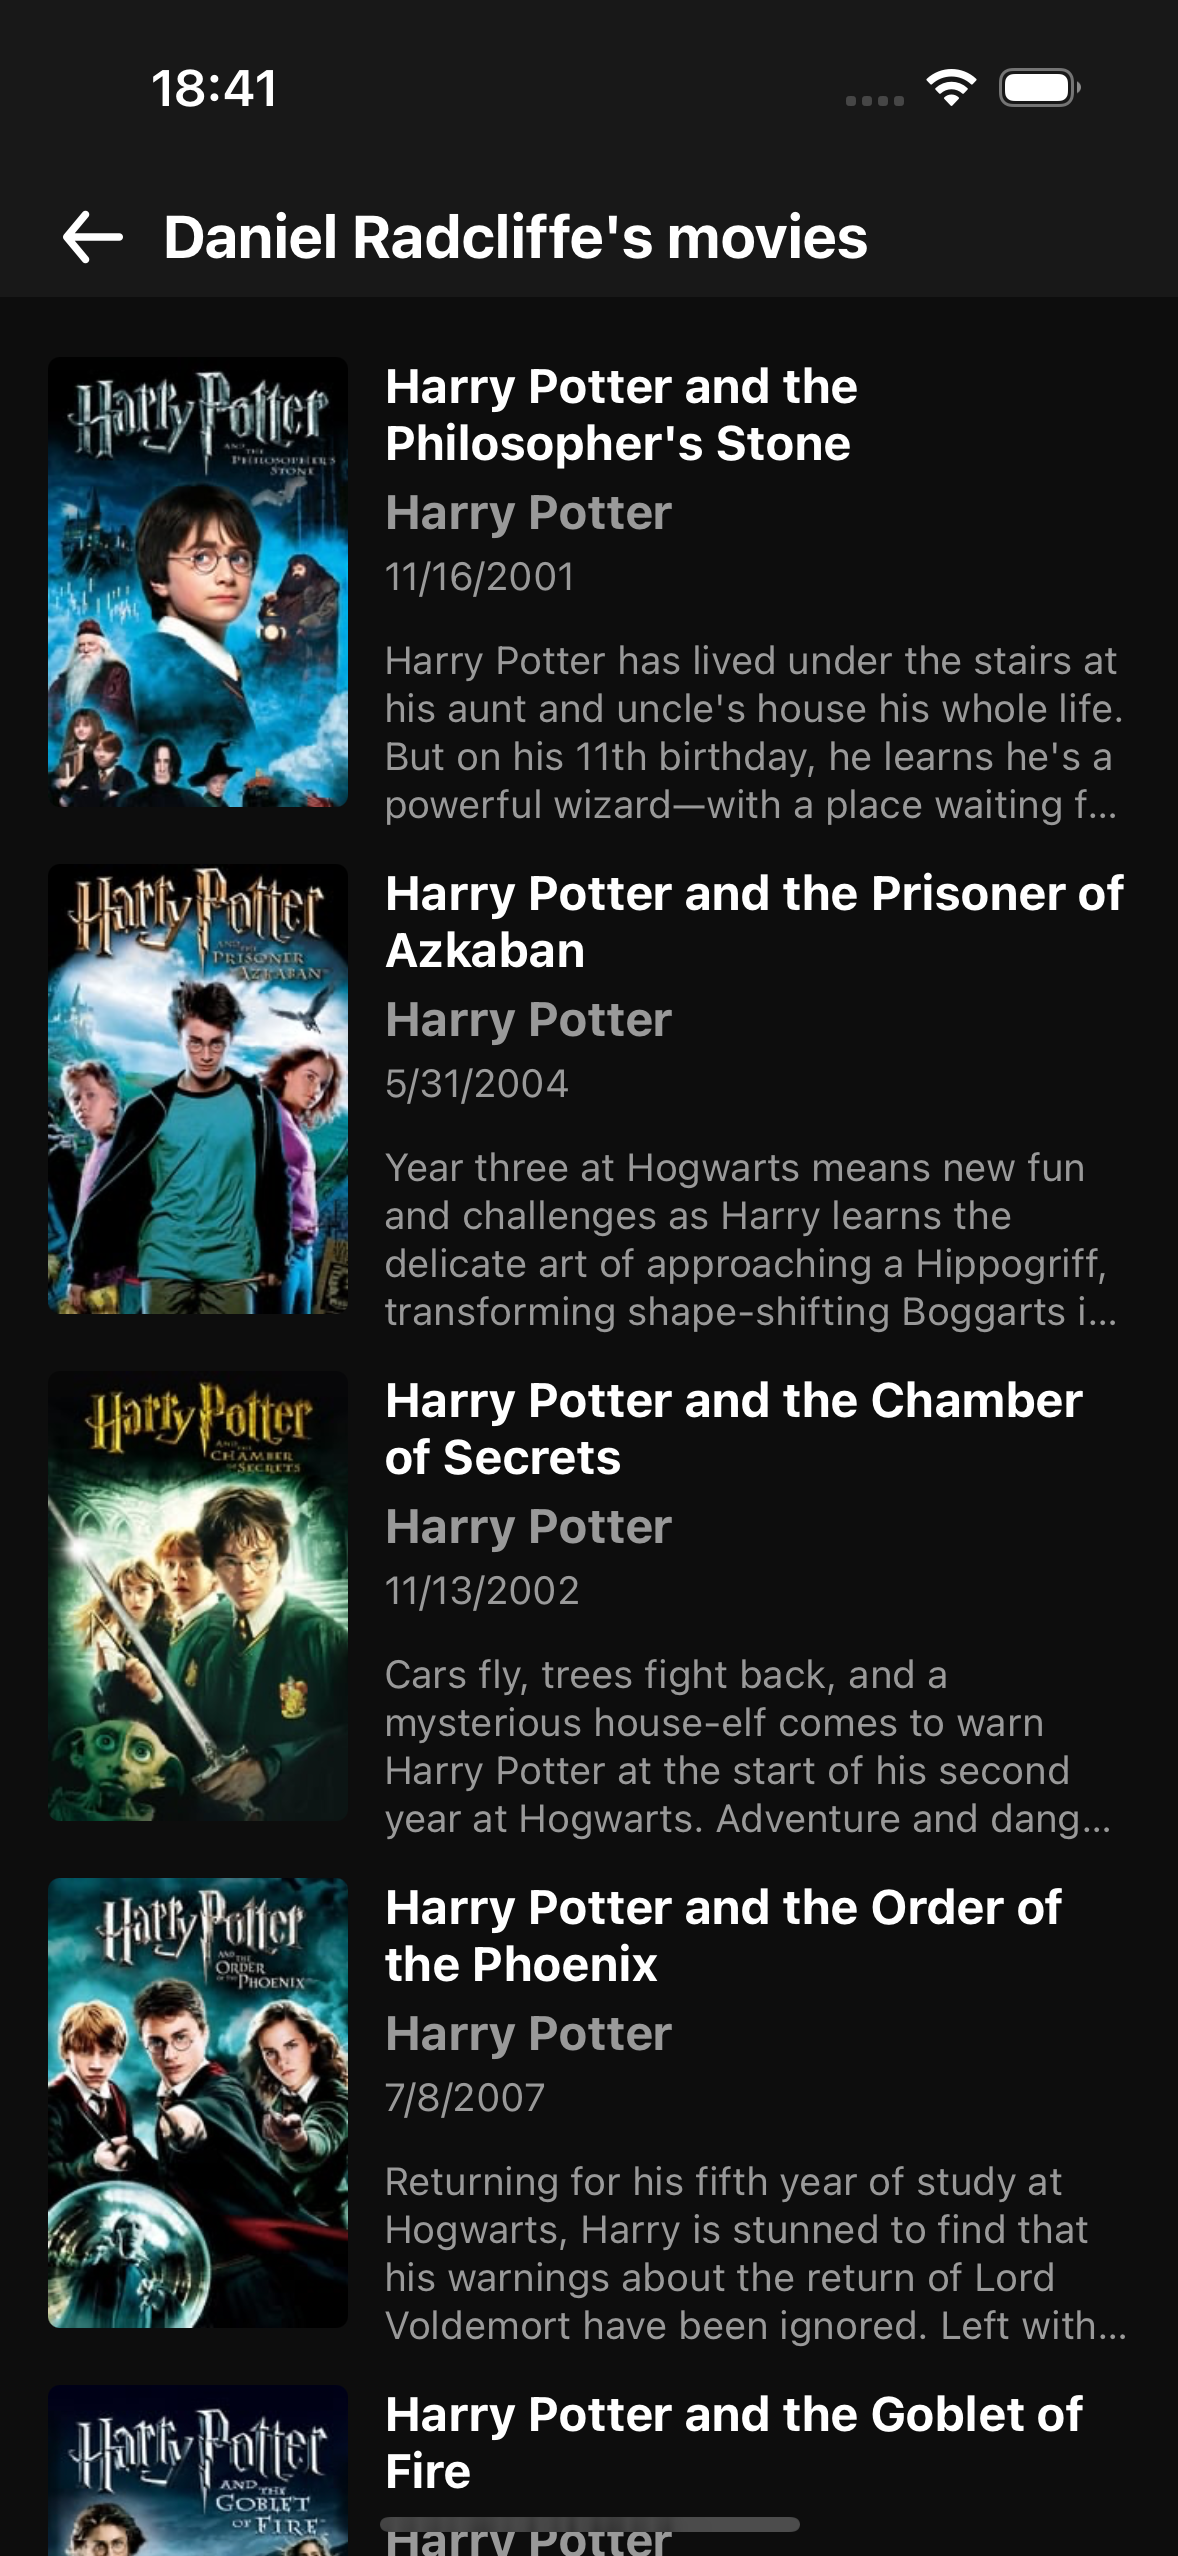 18:41
Daniel Radcliffe's movies
Harry Potter
AND THE
PHILOSOPHER'S
STONE
Harry Potter and the
Philosopher's Stone
Harry Potter
11/16/2001
Harry Potter has lived under the stairs at
his aunt and uncle's house his whole life.
But on his 11th birthday, he learns he's a
powerful wizard—with a place waiting f...
Harry Potter
AND THE
PRISONER
OF AZKABAN
Harry Potter and the Prisoner of
Azkaban
Harry Potter
5/31/2004
Year three at Hogwarts means new fun
and challenges as Harry learns the
delicate art of approaching a Hippogriff,
transforming shape-shifting Boggarts i...
Harry Potter
AND THE
CHAMBER
OF SECRETS
Harry Potter and the Chamber
of Secrets
Harry Potter
11/13/2002
Cars fly, trees fight back, and a
mysterious house-elf comes to warn
Harry Potter at the start of his second
year at Hogwarts. Adventure and dang...
Harry Potter
AND THE
ORDER
OF THE PHOENIX
Harry Potter and the Order of
the Phoenix
Harry Potter
7/8/2007
Returning for his fifth year of study at
Hogwarts, Harry is stunned to find that
his warnings about the return of Lord
Voldemort have been ignored. Left with...
Harry Potter
AND THE
GOBLET
OF FIRE
Harry Potter and the Goblet of
Fire
Harry Potter